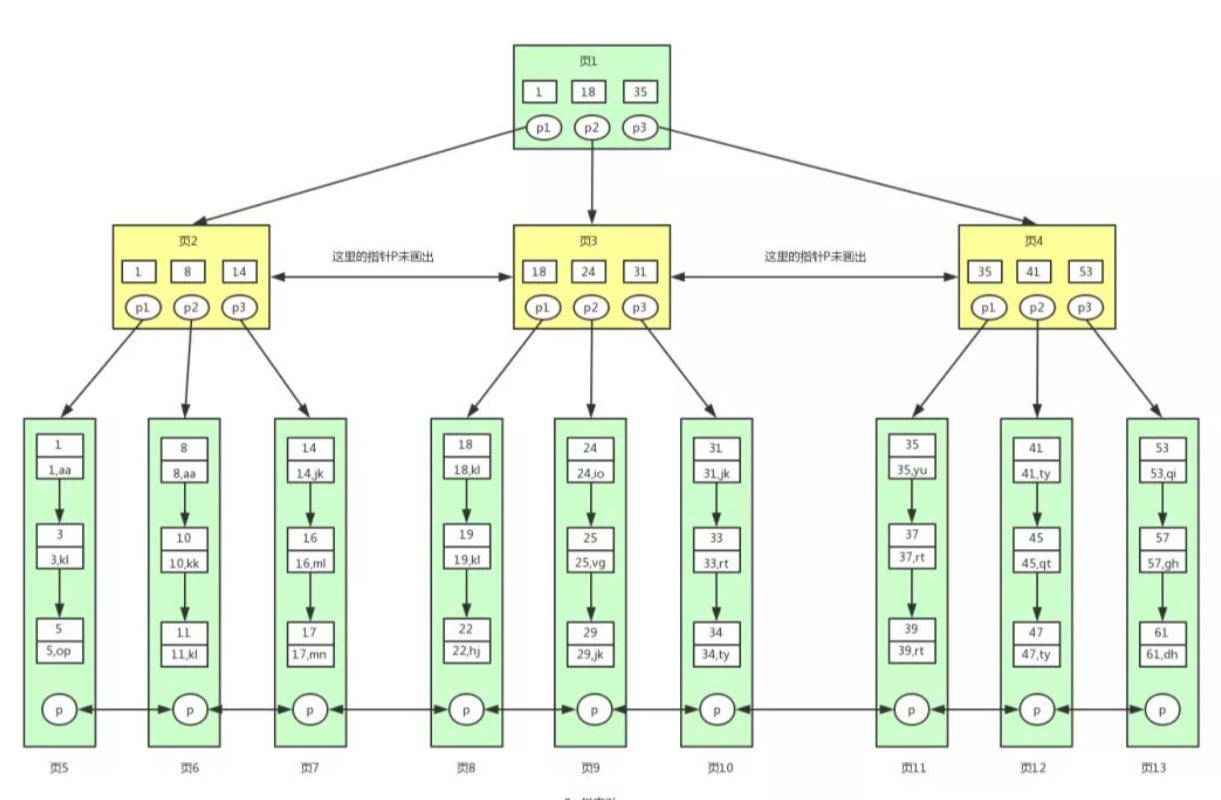 页1
1 18 35
p1 p2 p3
页2
1 8 14
p1 p2 p3
这里的指针P未画出
页3
18 24 31
p1 p2 p3
这里的指针P未画出
页4
35 41 53
p1 p2 p3
1
1,aa
3
3,kl
5
5,op
p
页5
8
8,aa
10
10,kk
11
11,kl
p
页6
14
14,jk
16
16,ml
17
17,mn
p
页7
18
18,kl
19
19,kl
22
22,hj
p
页8
24
24,io
25
25,vg
29
29,jk
p
页9
31
31,jk
33
33,rt
34
34,ty
p
页10
35
35,yu
37
37,rt
39
39,rt
p
页11
41
41,ty
45
45,qt
47
47,ty
p
页12
53
53,qi
57
57,gh
61
61,dh
p
页13